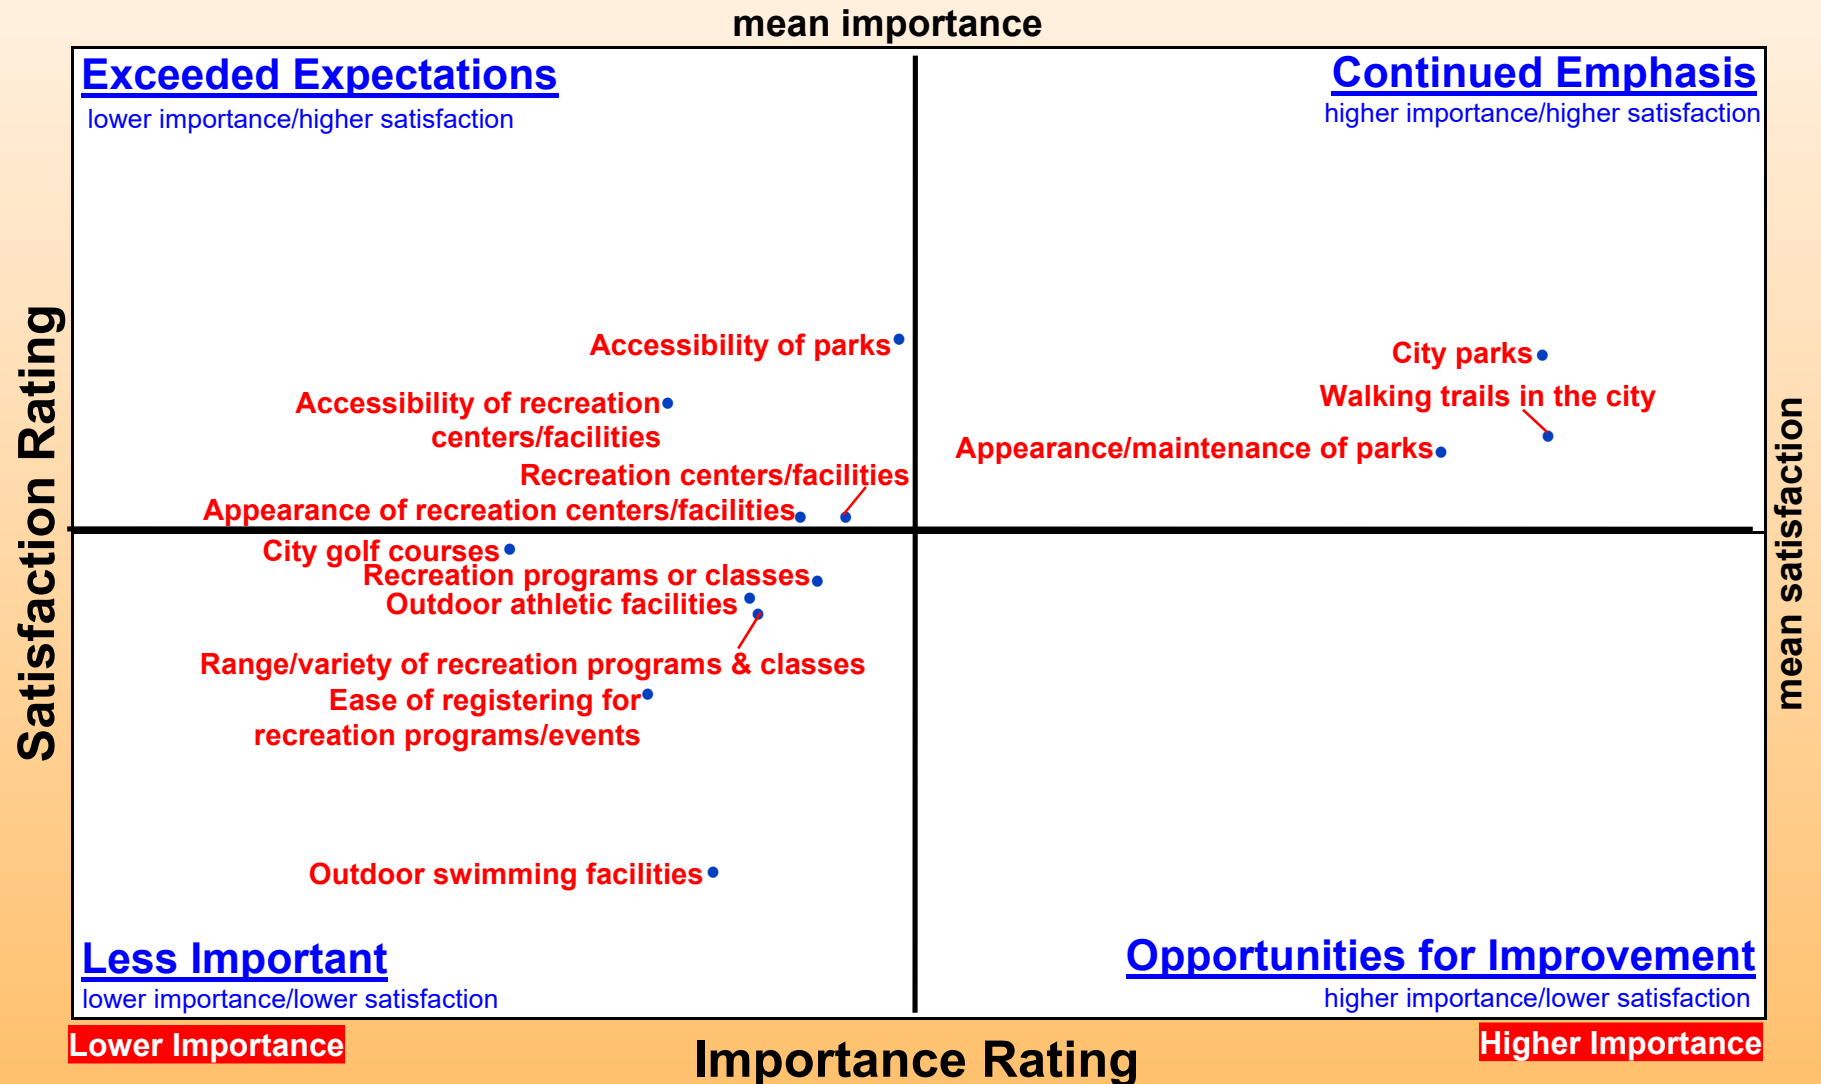 mean importance
Exceeded Expectations
lower importance/higher satisfaction
Continued Emphasis
higher importance/higher satisfaction
Accessibility of parks
City parks
Accessibility of recreation
centers/facilities
Walking trails in the city
Appearance/maintenance of parks
Recreation centers/facilities
Appearance of recreation centers/facilities
City golf courses
Recreation programs or classes
Outdoor athletic facilities
Range/variety of recreation programs & classes
Ease of registering for
recreation programs/events
Outdoor swimming facilities
Less Important
lower importance/lower satisfaction
Opportunities for Improvement
higher importance/lower satisfaction
Satisfaction Rating
mean satisfaction
Lower Importance
Importance Rating
Higher Importance